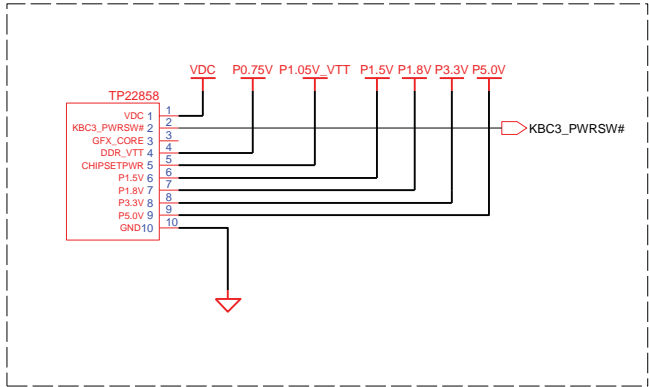 VDC P0.75V P1.05V_VTT P1.5V P1.8V P3.3V P5.0V
TP22858
VDC 1 1
KBC3_PWRSW# 2 2 KBC3_PWRSW#
GFX_CORE 3 3
DDR_VTT 4 4
CHIPSETPWR 5 5
P1.5V 6 6
P1.8V 7 7
P3.3V 8 8
P5.0V 9 9
GND 10 10